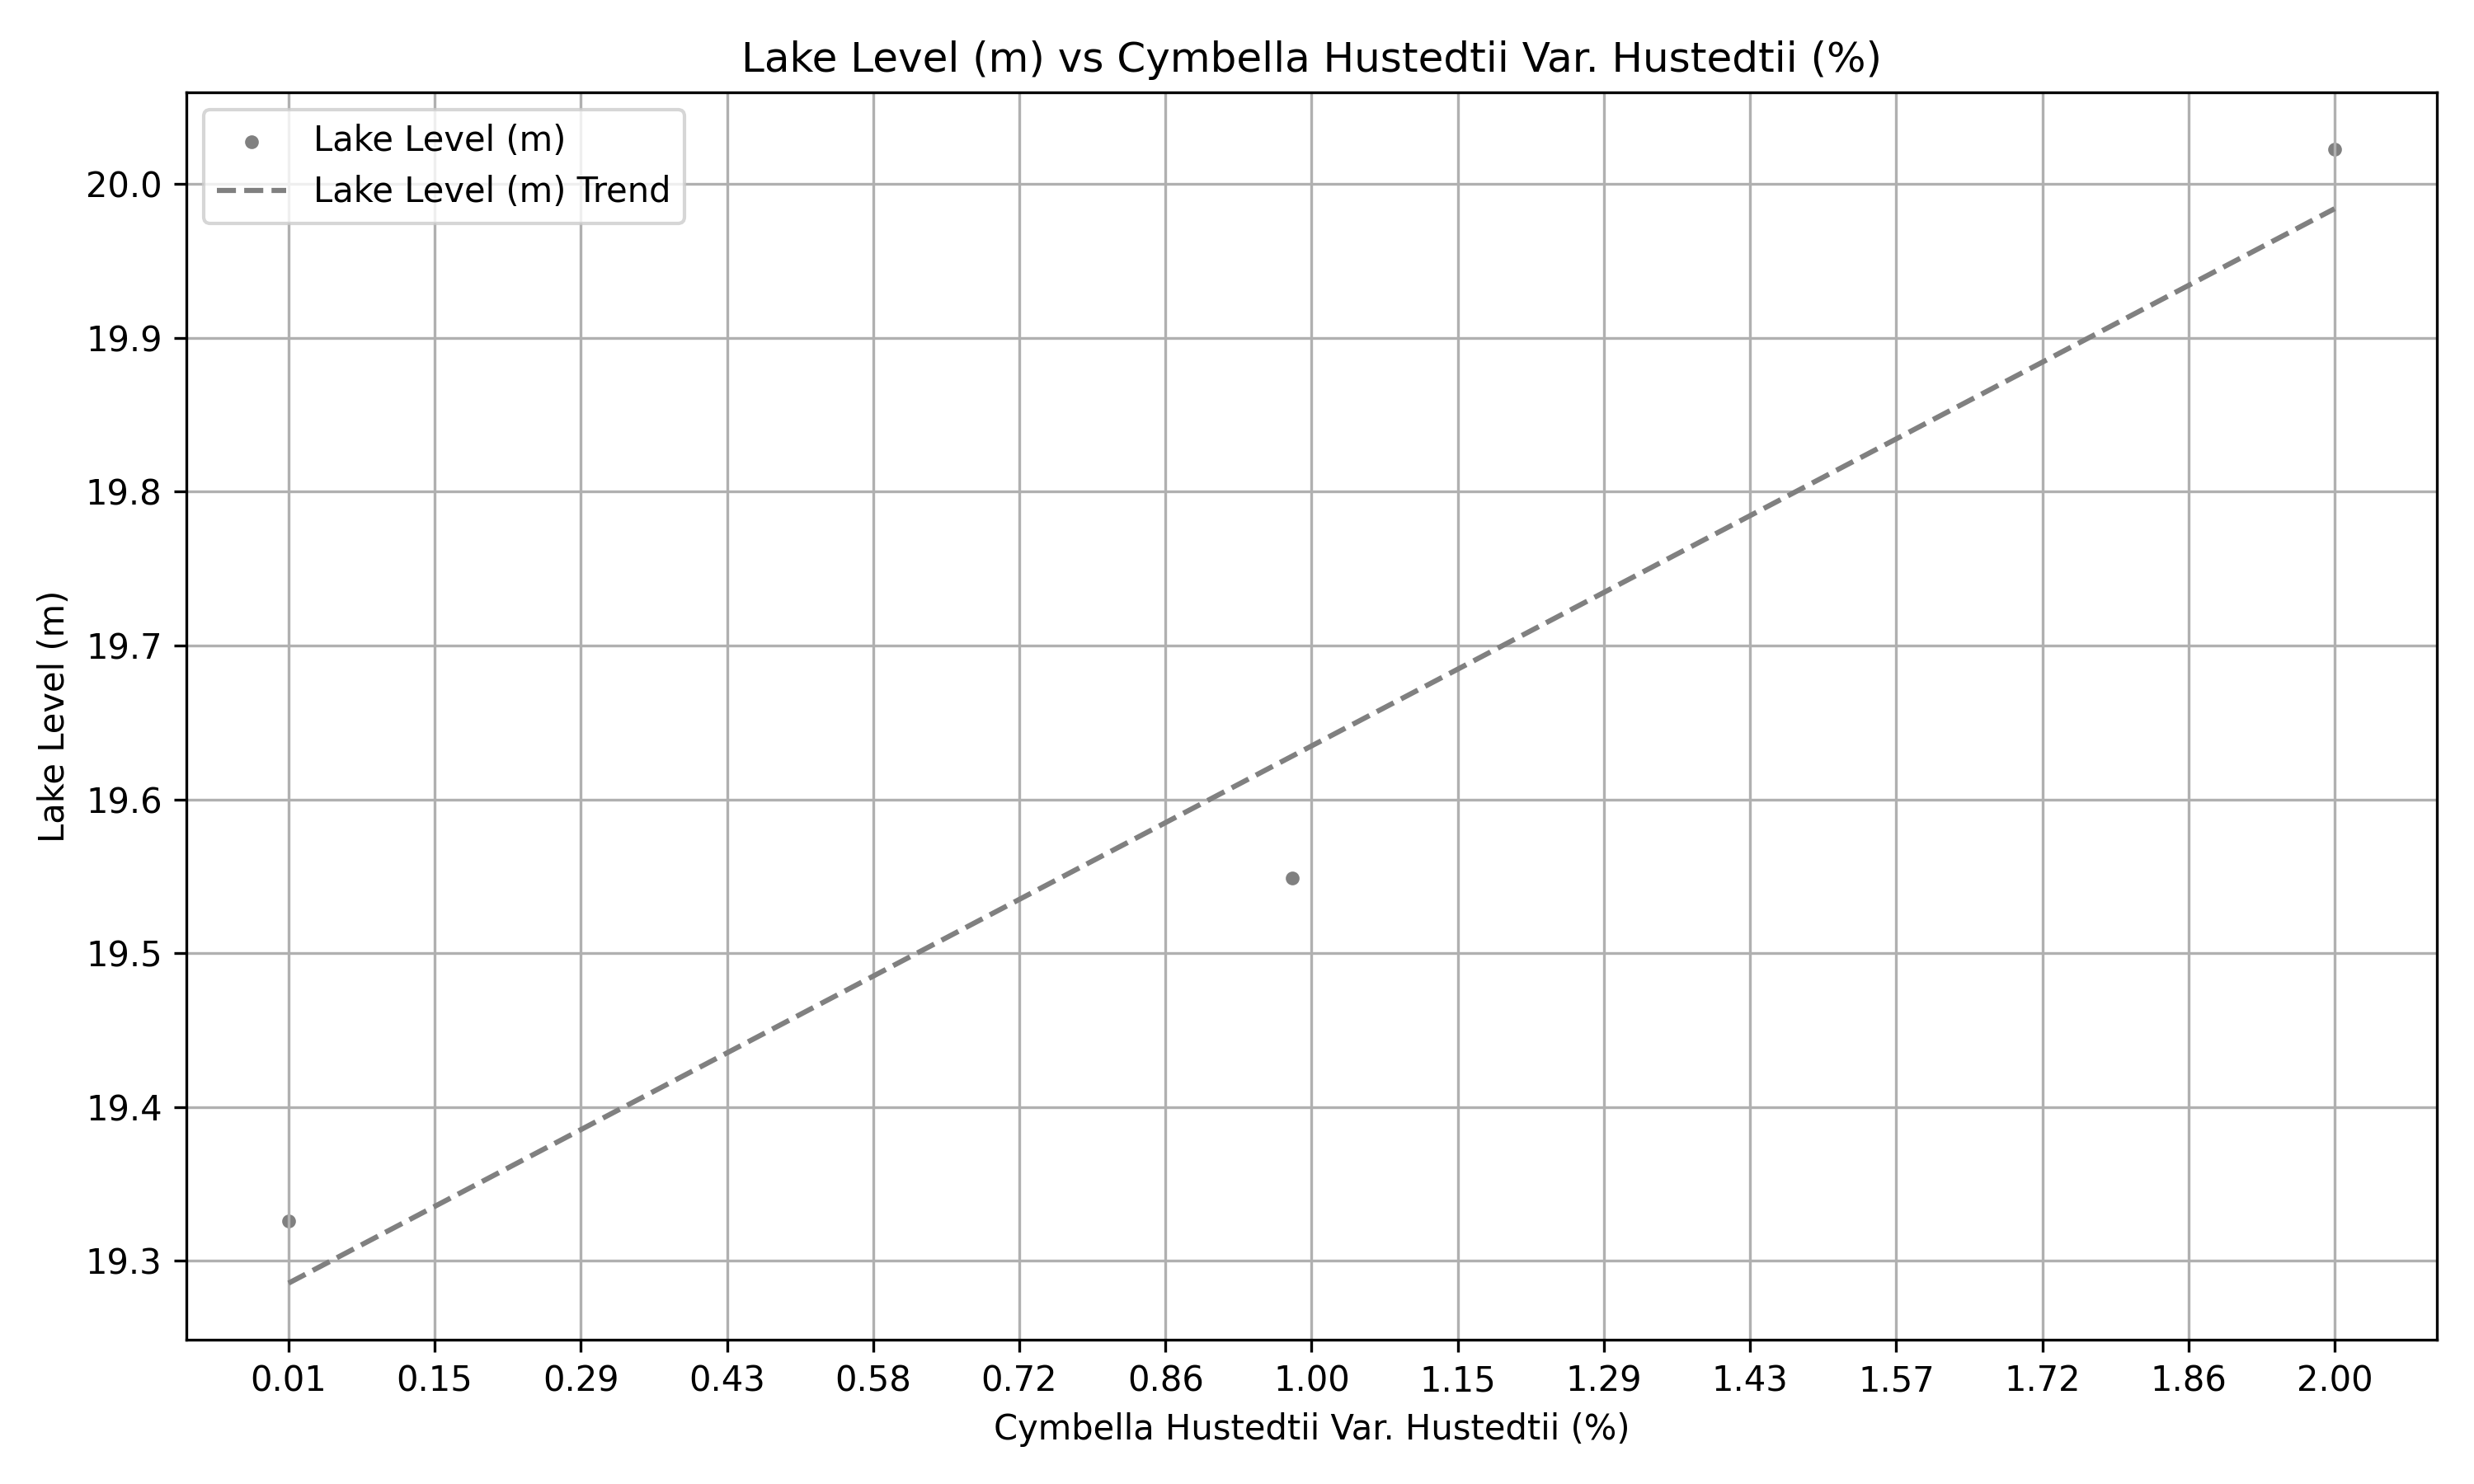 Lake Level (m) vs Cymbella Hustedtii Var. Hustedtii (%)
Lake Level (m)
Lake Level (m) Trend
20.0
19.9
19.8
19.7
19.6
19.5
19.4
19.3
Lake Level (m)
0.01 0.15 0.29 0.43 0.58 0.72 0.86 1.00 1.15 1.29 1.43 1.57 1.72 1.86 2.00
Cymbella Hustedtii Var. Hustedtii (%)